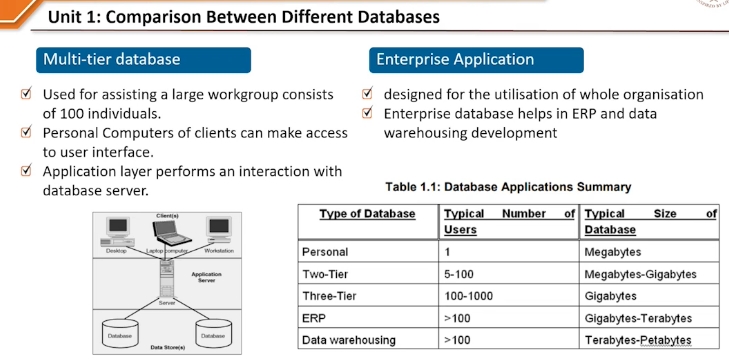 Unit 1: Comparison Between Different Databases
Multi-tier database
Used for assisting a large workgroup consists
of 100 individuals.
Personal Computers of clients can make access
to user interface.
Application layer performs an interaction with
database server.
Enterprise Application
designed for the utilisation of whole organisation
Enterprise database helps in ERP and data
warehousing development
Client(s)
Desktop Laptop computer Workstation
Application
Server
Server
Database Database
Data Store(s)
Table 1.1: Database Applications Summary
Type of Database Typical Number of Users Typical Size of Database
Personal 1 Megabytes
Two-Tier 5-100 Megabytes-Gigabytes
Three-Tier 100-1000 Gigabytes
ERP >100 Gigabytes-Terabytes
Data warehousing >100 Terabytes-Petabytes